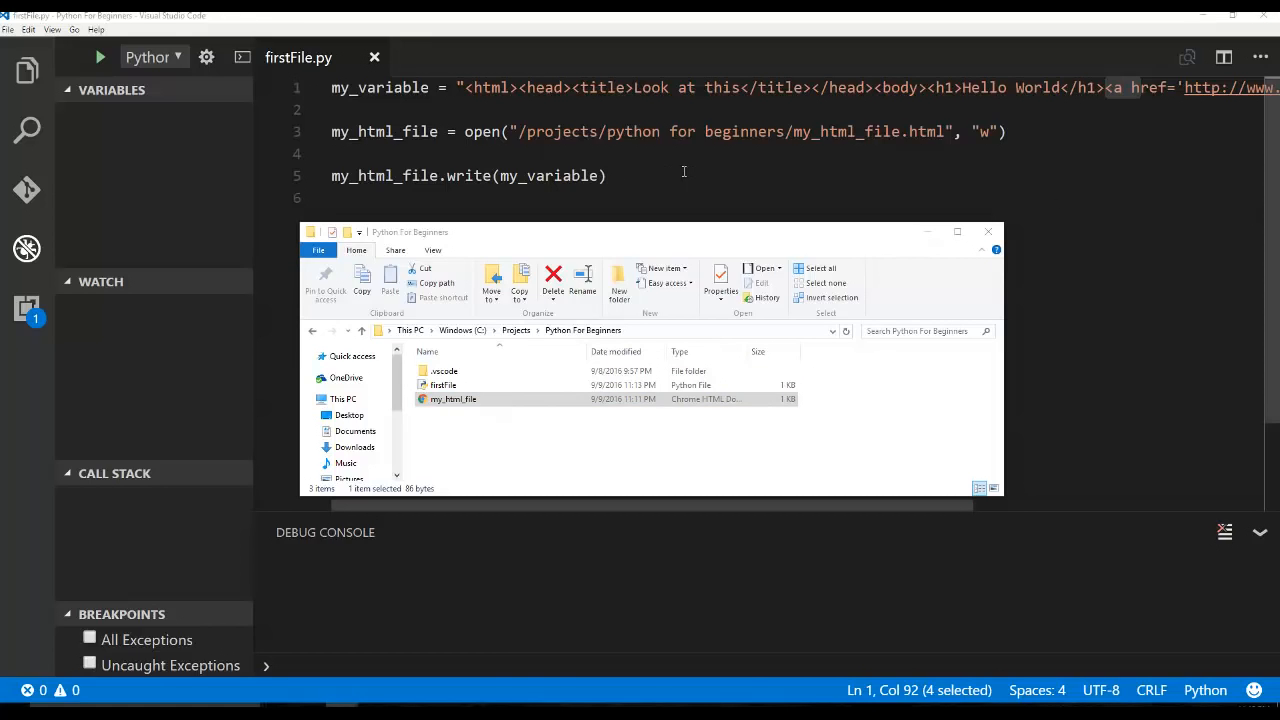 firstFile.py - Python For Beginners - Visual Studio Code
File Edit View Goto Help
Python
firstFile.py
VARIABLES
1 my_variable = "<html><head><title>Look at this</title></head><body><h1>Hello World</h1><a href='http://www.
2
3 my_html_file = open("/projects/python for beginners/my_html_file.html", "w")
4
5 my_html_file.write(my_variable)
6
Python For Beginners
File Home Share View
Pin to Quick access
Copy
Paste
Cut
Copy path
Paste shortcut
Clipboard
Move to
Copy to
Delete
Rename
Organize
New folder
New item
Easy access
New
Properties
Open
Edit
History
Open
Select all
Select none
Invert selection
Select
This PC Windows (C:) Projects Python For Beginners
Search Python For Beginners
Name Date modified Type Size
.vscode 9/8/2016 9:57 PM File folder
firstFile 9/9/2016 11:13 PM Python File 1 KB
my_html_file 9/9/2016 11:11 PM Chrome HTML Do... 1 KB
Quick access
OneDrive
This PC
Desktop
Documents
Downloads
Music
Pictures
3 items 1 item selected 86 bytes
WATCH
CALL STACK
1
DEBUG CONSOLE
BREAKPOINTS
All Exceptions
Uncaught Exceptions
0 0
Ln 1, Col 92 (4 selected) Spaces: 4 UTF-8 CRLF Python